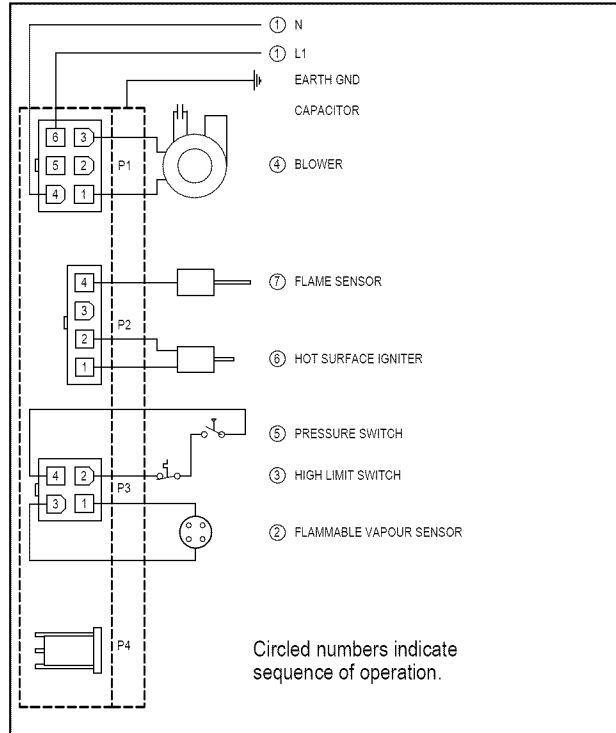 ① N
① L1
EARTH GND
CAPACITOR
6 3
P1
5 2
④ BLOWER
4 1
4
⑦ FLAME SENSOR
3
P2
2
⑥ HOT SURFACE IGNITER
1
⑤ PRESSURE SWITCH
4 2
③ HIGH LIMIT SWITCH
P3
3 1
② FLAMMABLE VAPOUR SENSOR
P4
Circled numbers indicate
sequence of operation.